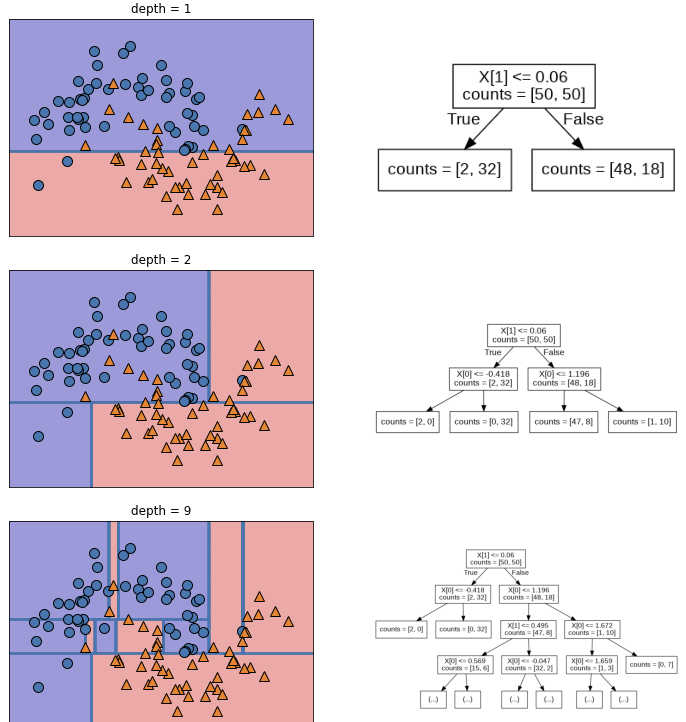 depth = 1
X[1] <= 0.06
counts = [50, 50]
True
False
counts = [2, 32]
counts = [48, 18]
depth = 2
X[1] <= 0.06
counts = [50, 50]
True
False
X[0] <= -0.418
counts = [2, 32]
X[0] <= 1.196
counts = [48, 18]
counts = [2, 0]
counts = [0, 32]
counts = [47, 8]
counts = [1, 10]
depth = 9
X[1] <= 0.06
counts = [50, 50]
True
False
X[0] <= -0.418
counts = [2, 32]
X[0] <= 1.196
counts = [48, 18]
counts = [2, 0]
counts = [0, 32]
X[1] <= 0.495
counts = [47, 8]
X[0] <= 1.672
counts = [1, 10]
X[0] <= 0.569
counts = [15, 6]
X[0] <= -0.047
counts = [32, 2]
X[0] <= 1.659
counts = [1, 3]
counts = [0, 7]
(...)
(...)
(...)
(...)
(...)
(...)